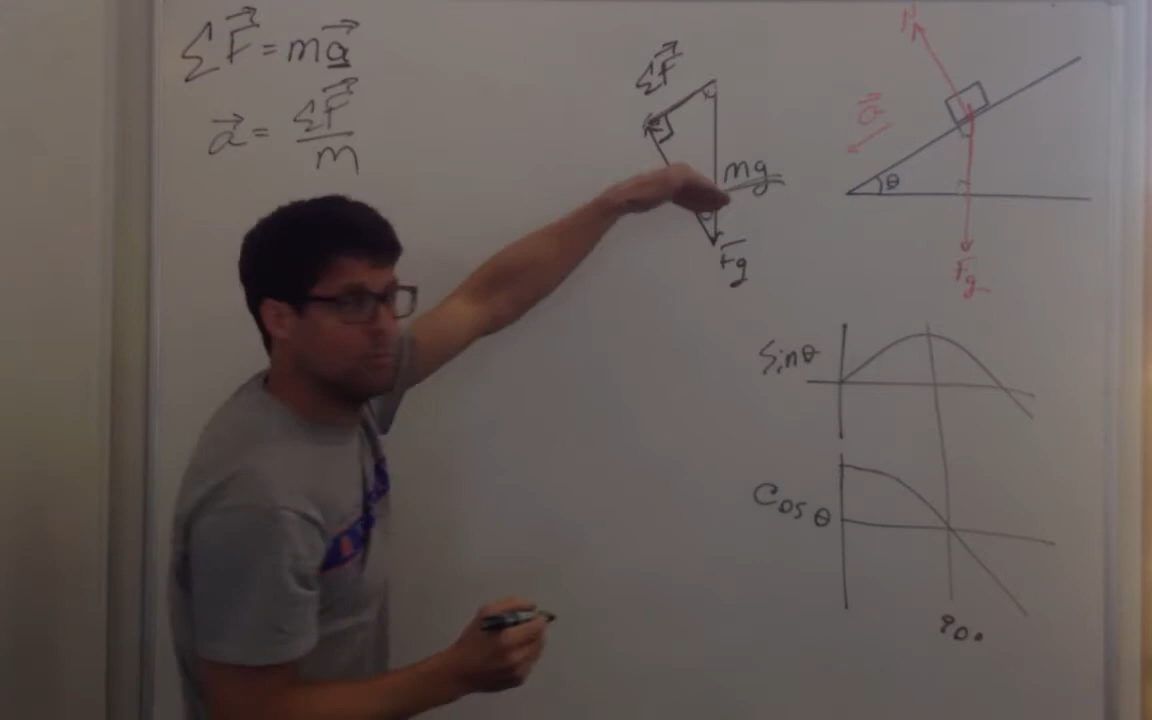 ΣF⃗ = ma⃗
a⃗ = ΣF⃗/m
ΣF⃗
mg
Fg
N
a⃗
θ
Fg
Sinθ
Cosθ
90°